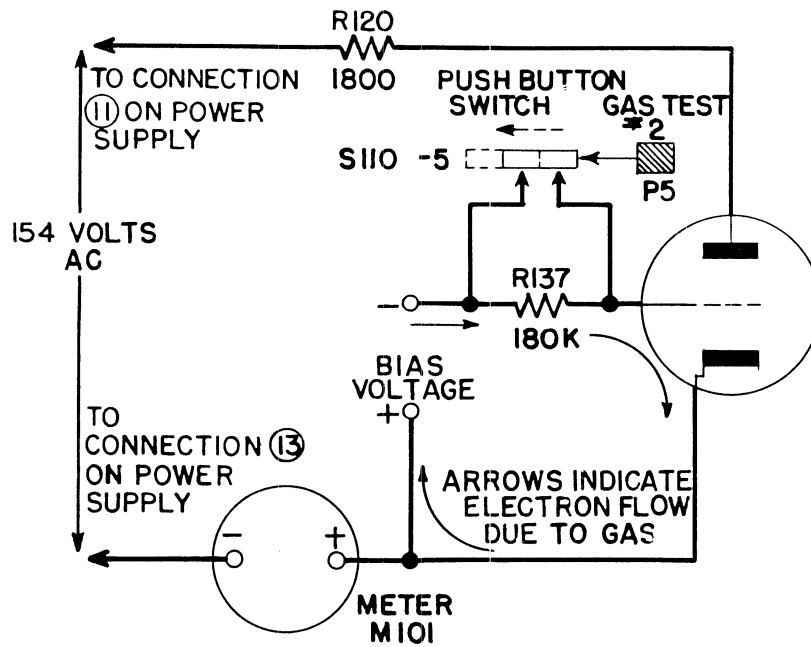 R120
1800
TO CONNECTION
11 ON POWER
SUPPLY
PUSH BUTTON
SWITCH
GAS TEST
#2
S110 -5
P5
154 VOLTS
AC
R137
180K
-
BIAS
VOLTAGE
+
TO
CONNECTION 13
ON POWER
SUPPLY
ARROWS INDICATE
ELECTRON FLOW
DUE TO GAS
- +
METER
M101